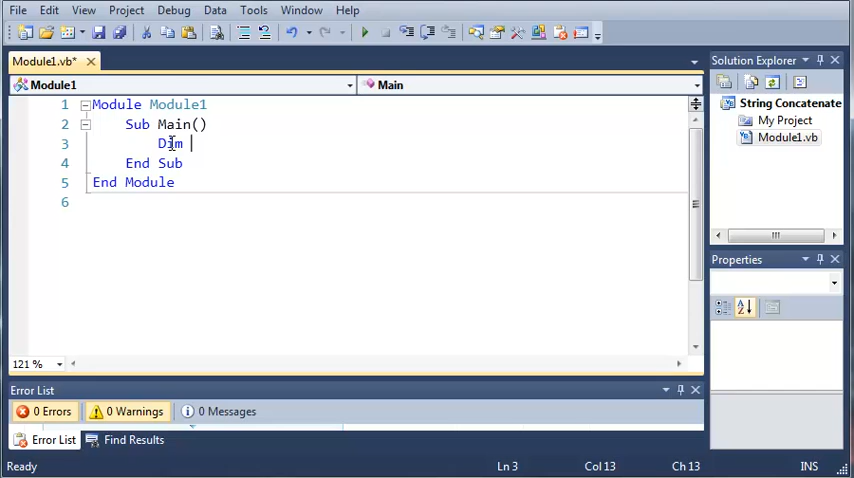 File Edit View Project Debug Data Tools Window Help
Module1.vb*
Module1 Main
1 Module Module1
2 Sub Main()
3 Dim
4 End Sub
5 End Module
6
121 %
Solution Explorer
String Concatenate
My Project
Module1.vb
Properties
A Z
Error List
0 Errors 0 Warnings 0 Messages
Error List Find Results
Ready Ln 3 Col 13 Ch 13 INS